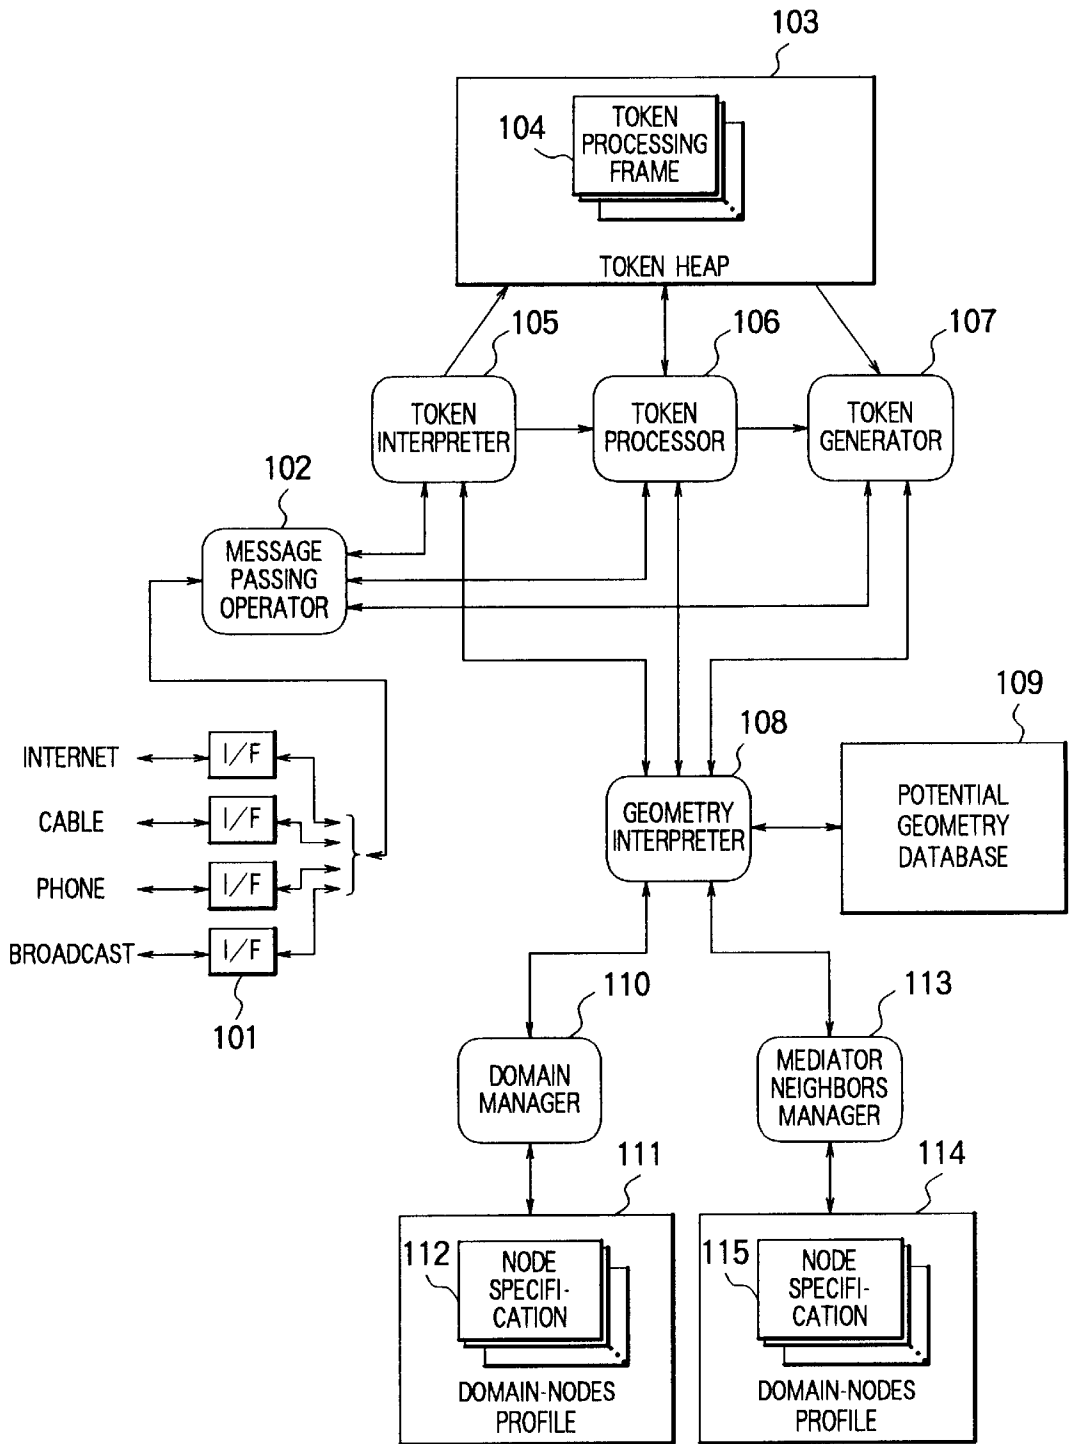 103
104
TOKEN
PROCESSING
FRAME
TOKEN HEAP
105
106
107
TOKEN
INTERPRETER
TOKEN
PROCESSOR
TOKEN
GENERATOR
102
MESSAGE
PASSING
OPERATOR
109
108
INTERNET
I/F
CABLE
I/F
PHONE
I/F
BROADCAST
I/F
101
GEOMETRY
INTERPRETER
POTENTIAL
GEOMETRY
DATABASE
110
113
DOMAIN
MANAGER
MEDIATOR
NEIGHBORS
MANAGER
111
114
112
NODE
SPECIFI-
CATION
DOMAIN-NODES
PROFILE
115
NODE
SPECIFI-
CATION
DOMAIN-NODES
PROFILE